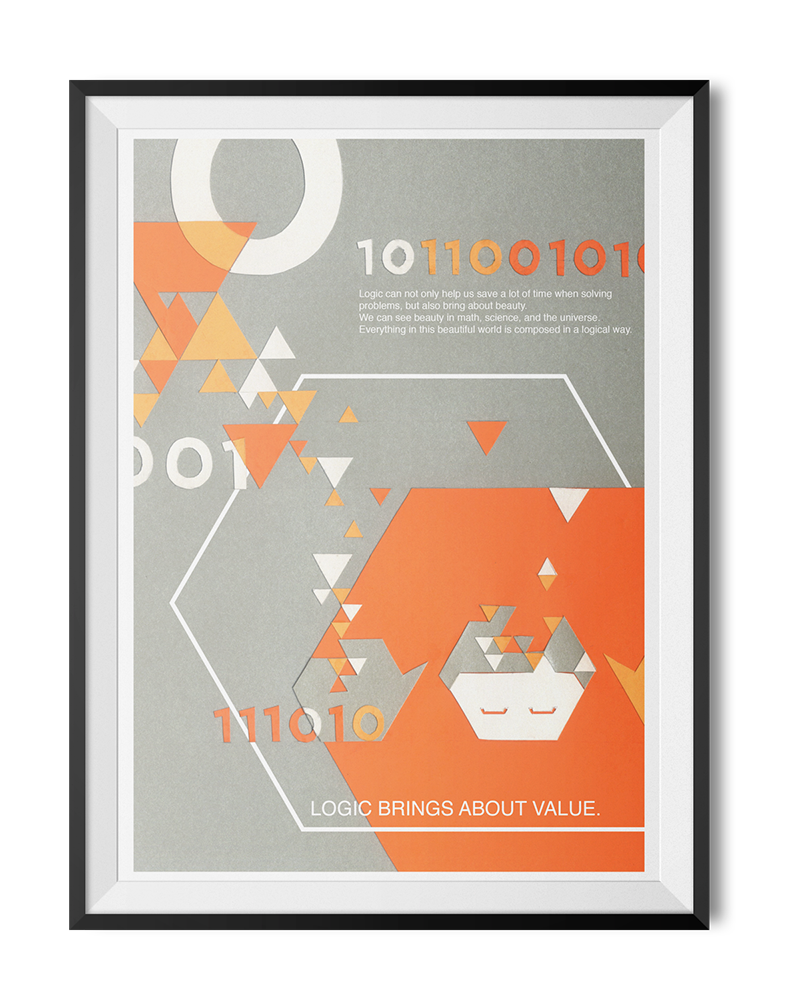 0
1011001010
Logic can not only help us save a lot of time when solving
problems, but also bring about beauty.
We can see beauty in math, science, and the universe.
Everything in this beautiful world is composed in a logical way.
001
111010
LOGIC BRINGS ABOUT VALUE.